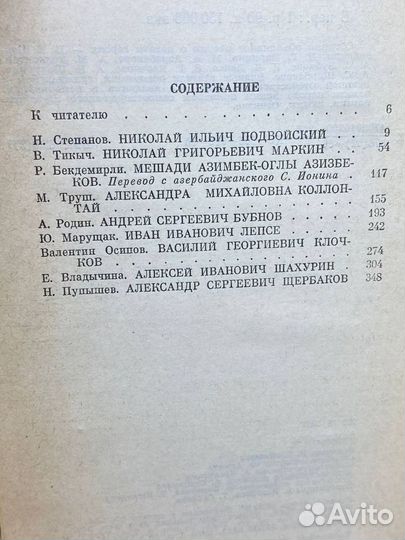 СОДЕРЖАНИЕ
К читателю . . . . . . . . . 6
Н. Степанов. НИКОЛАЙ ИЛЬИЧ ПОДВОЙСКИЙ . . 9
В. Тикыч. НИКОЛАЙ ГРИГОРЬЕВИЧ МАРКИН . . 54
Р. Бекдемирли. МЕШАДИ АЗИМБЕК-ОГЛЫ АЗИЗБЕ-
КОВ. Перевод с азербайджанского С. Ионина . . 117
М. Труш. АЛЕКСАНДРА МИХАЙЛОВНА КОЛЛОН-
ТАЙ . . . . . . . . . . 155
А. Родин. АНДРЕЙ СЕРГЕЕВИЧ БУБНОВ . . . 193
Ю. Марущак. ИВАН ИВАНОВИЧ ЛЕПСЕ . . . 242
Валентин Осипов. ВАСИЛИЙ ГЕОРГИЕВИЧ КЛОЧ-
КОВ . . . . . . . . . . 274
Е. Владычина. АЛЕКСЕЙ ИВАНОВИЧ ШАХУРИН . 304
Н. Пупышев. АЛЕКСАНДР СЕРГЕЕВИЧ ЩЕРБАКОВ . 348
Avito